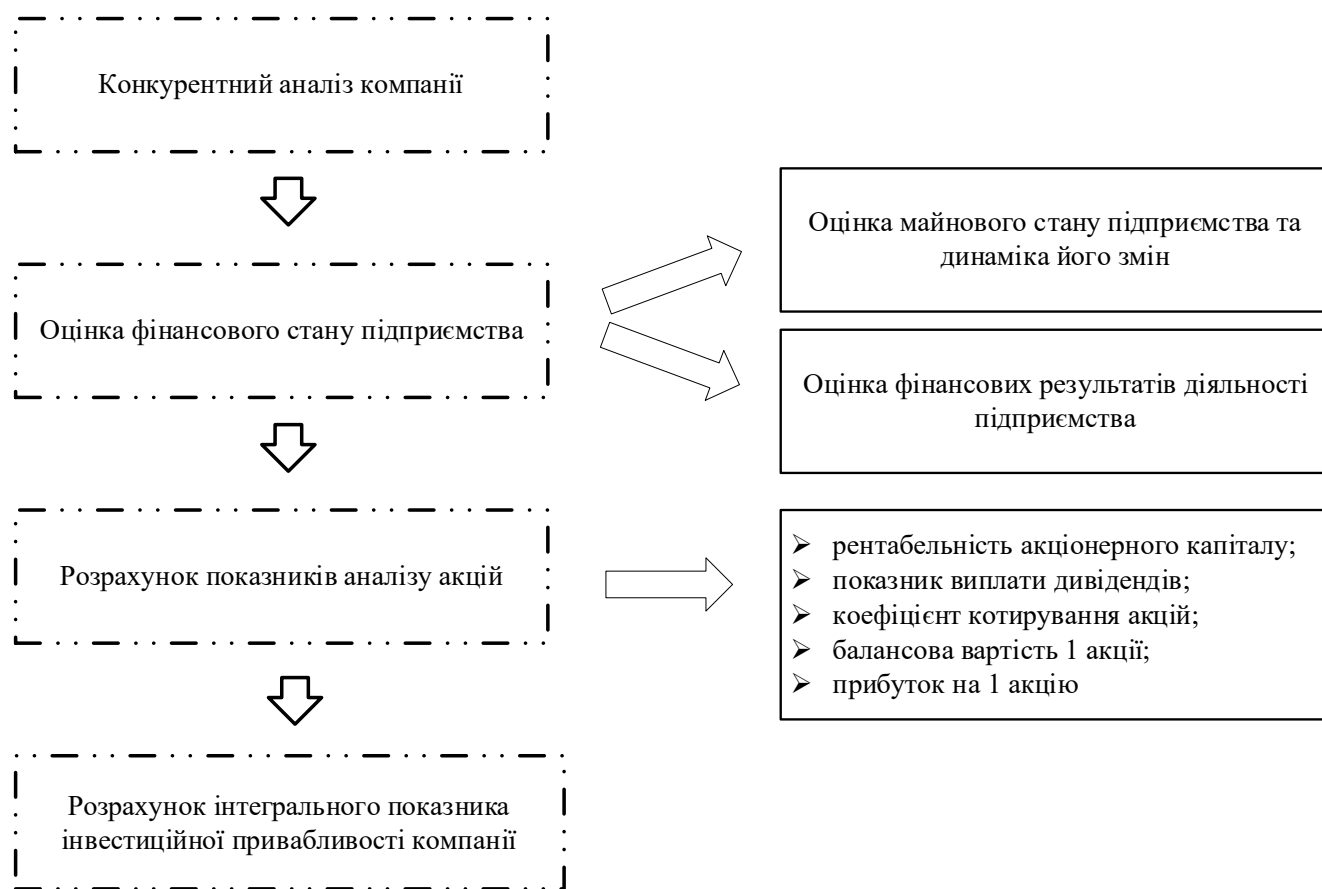 Конкурентний аналіз компанії
Оцінка фінансового стану підприємства
Оцінка майнового стану підприємства та
динаміка його змін
Оцінка фінансових результатів діяльності
підприємства
Розрахунок показників аналізу акцій
рентабельність акціонерного капіталу;
показник виплати дивідендів;
коефіцієнт котирування акцій;
балансова вартість 1 акції;
прибуток на 1 акцію
Розрахунок інтегрального показника
інвестиційної привабливості компанії